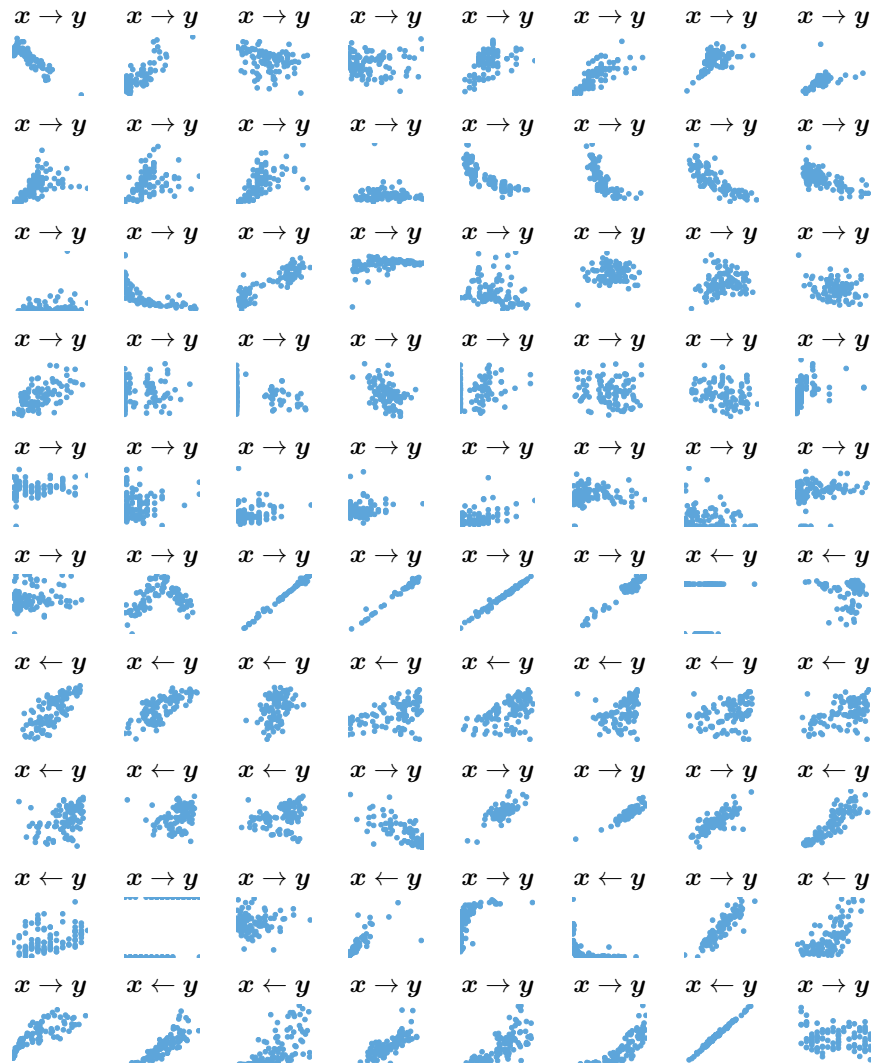 x → y x → y x → y x → y x → y x → y x → y x → y
x → y x → y x → y x → y x → y x → y x → y x → y
x → y x → y x → y x → y x → y x → y x → y x → y
x → y x → y x → y x → y x → y x → y x → y x → y
x → y x → y x → y x → y x → y x → y x → y x → y
x → y x → y x → y x → y x → y x → y x ← y x ← y
x ← y x ← y x ← y x ← y x ← y x ← y x ← y x ← y
x ← y x ← y x ← y x → y x → y x → y x → y x ← y
x ← y x → y x → y x ← y x → y x ← y x → y x ← y
x → y x ← y x ← y x → y x → y x → y x ← y x → y